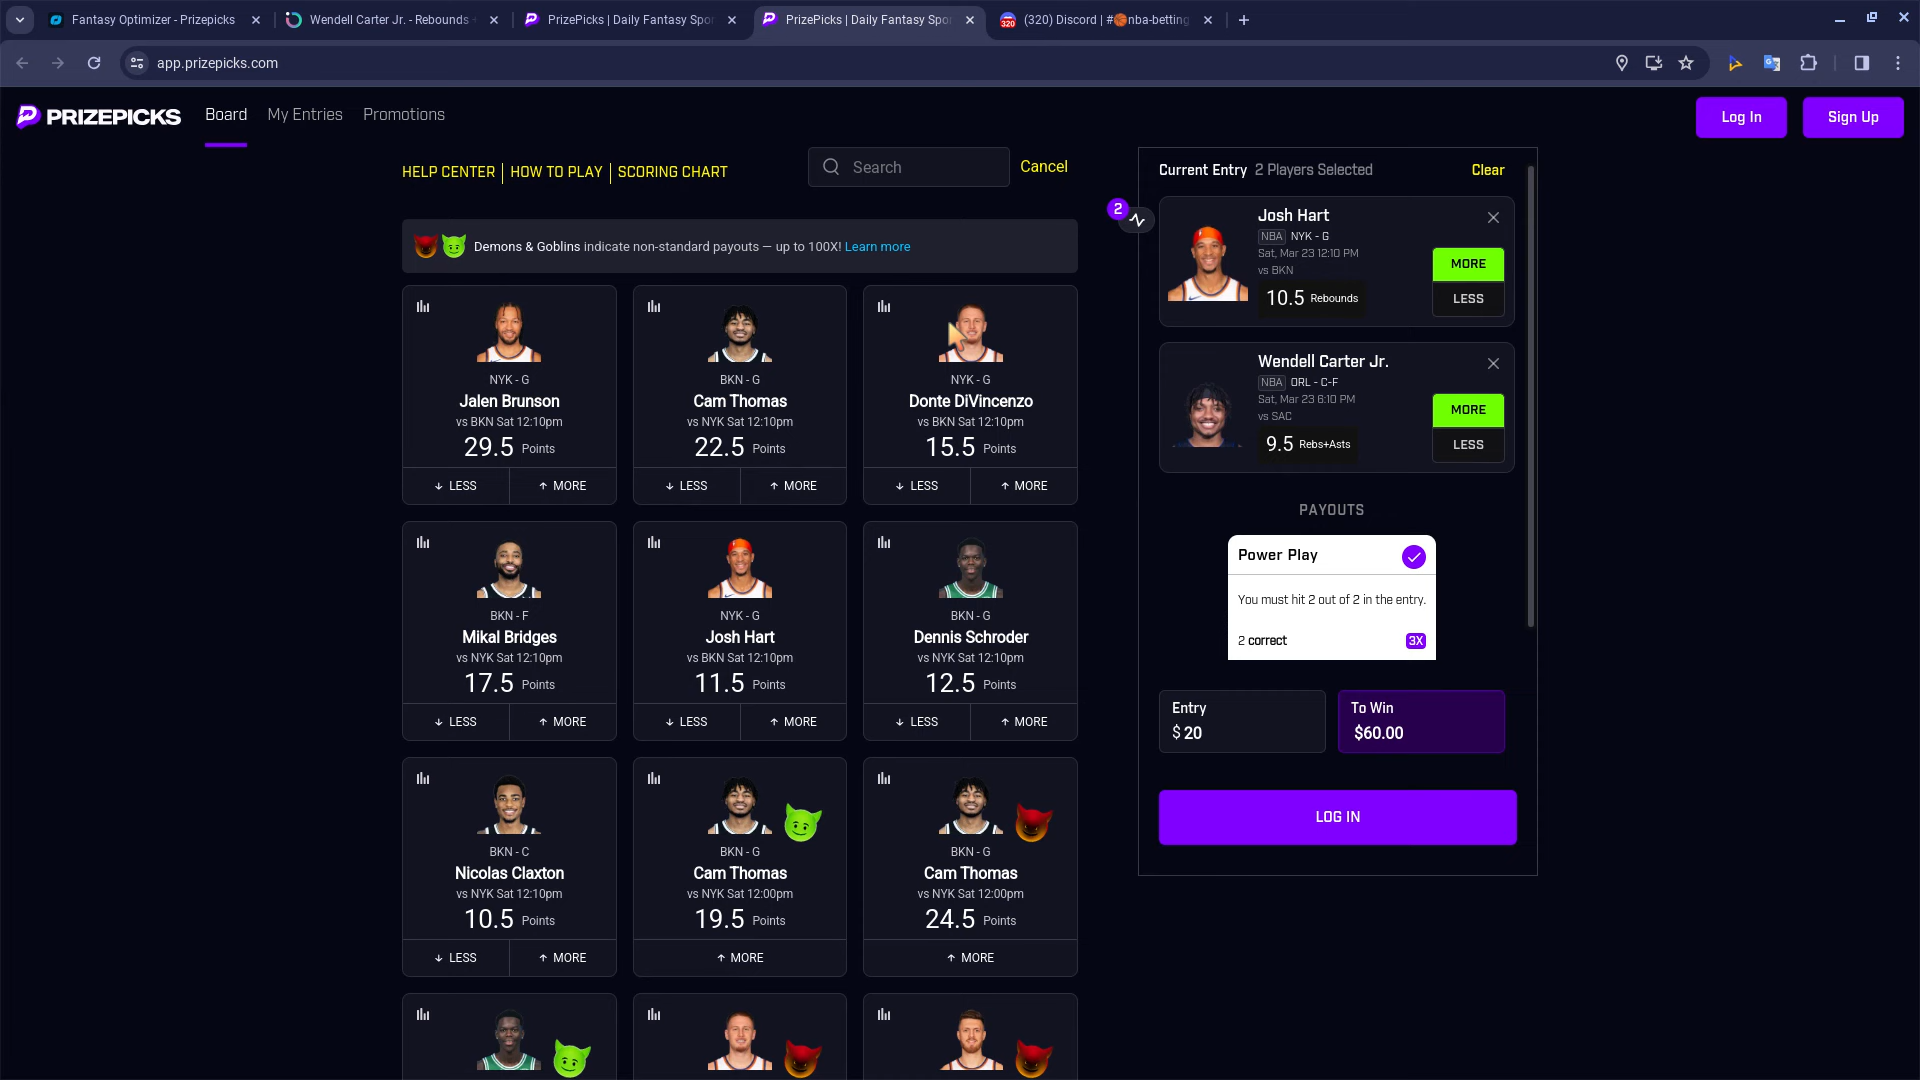 Fantasy Optimizer - Prizepicks
Wendell Carter Jr. - Rebounds +
PrizePicks | Daily Fantasy Spor
PrizePicks | Daily Fantasy Spo
320
(320) Discord | #🏀nba-betting
app.prizepicks.com
PRIZEPICKS
Board
My Entries
Promotions
Log In
Sign Up
HELP CENTER
HOW TO PLAY
SCORING CHART
Search
Cancel
Demons & Goblins indicate non-standard payouts — up to 100X! Learn more
NYK - G
Jalen Brunson
vs BKN Sat 12:10pm
29.5 Points
↓ LESS
↑ MORE
BKN - G
Cam Thomas
vs NYK Sat 12:10pm
22.5 Points
↓ LESS
↑ MORE
NYK - G
Donte DiVincenzo
vs BKN Sat 12:10pm
15.5 Points
↓ LESS
↑ MORE
BKN - F
Mikal Bridges
vs NYK Sat 12:10pm
17.5 Points
↓ LESS
↑ MORE
NYK - G
Josh Hart
vs BKN Sat 12:10pm
11.5 Points
↓ LESS
↑ MORE
BKN - G
Dennis Schroder
vs NYK Sat 12:10pm
12.5 Points
↓ LESS
↑ MORE
BKN - C
Nicolas Claxton
vs NYK Sat 12:10pm
10.5 Points
↓ LESS
↑ MORE
BKN - G
Cam Thomas
vs NYK Sat 12:00pm
19.5 Points
↑ MORE
BKN - G
Cam Thomas
vs NYK Sat 12:00pm
24.5 Points
↑ MORE
2
Current Entry 2 Players Selected
Clear
Josh Hart
NBA NYK - G
Sat, Mar 23 12:10 PM
vs BKN
10.5 Rebounds
MORE
LESS
Wendell Carter Jr.
NBA ORL - C-F
Sat, Mar 23 6:10 PM
vs SAC
9.5 Rebs+Asts
MORE
LESS
PAYOUTS
Power Play
You must hit 2 out of 2 in the entry.
2 correct
3X
Entry
$ 20
To Win
$60.00
LOG IN